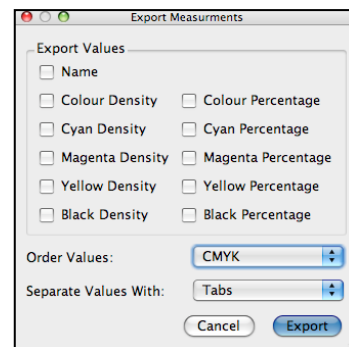 Export Measurments
Export Values
Name
Colour Density Colour Percentage
Cyan Density Cyan Percentage
Magenta Density Magenta Percentage
Yellow Density Yellow Percentage
Black Density Black Percentage
Order Values: CMYK
Separate Values With: Tabs
Cancel Export